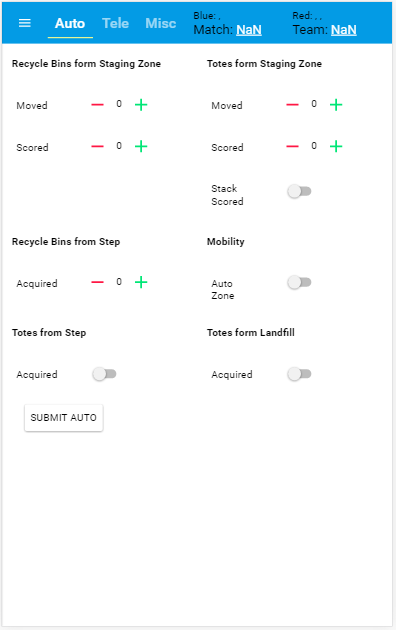 Auto Tele Misc
Blue: , Red: , ,
Match: NaN Team: NaN
Recycle Bins form Staging Zone Totes form Staging Zone
Moved 0 Moved 0
Scored 0 Scored 0
Stack
Scored
Recycle Bins from Step Mobility
Acquired 0 Auto
Zone
Totes from Step Totes form Landfill
Acquired Acquired
SUBMIT AUTO